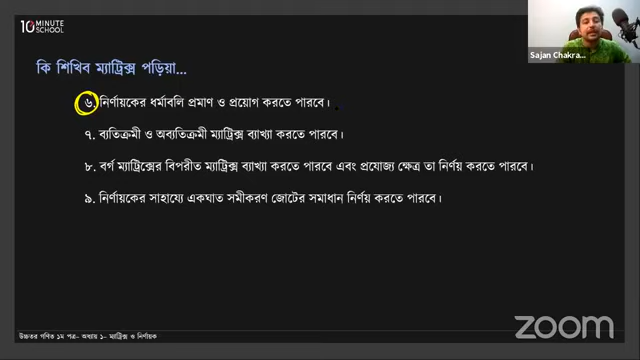 10 MINUTE SCHOOL
Sajan Chakra...
কি শিখিব ম্যাট্রিক্স পড়িয়া...
৬. নির্ণায়কের ধর্মাবলি প্রমাণ ও প্রয়োগ করতে পারবে।
৭. ব্যতিক্রমী ও অব্যতিক্রমী ম্যাট্রিক্স ব্যাখ্যা করতে পারবে।
৮. বর্গ ম্যাট্রিক্সের বিপরীত ম্যাট্রিক্স ব্যাখ্যা করতে পারবে এবং প্রযোজ্য ক্ষেত্র তা নির্ণয় করতে পারবে।
৯. নির্ণায়কের সাহায্যে একঘাত সমীকরণ জোটের সমাধান নির্ণয় করতে পারবে।
উচ্চতর গণিত ১ম পত্র- অধ্যায় ১- ম্যাট্রিক্স ও নির্ণায়ক
zoom